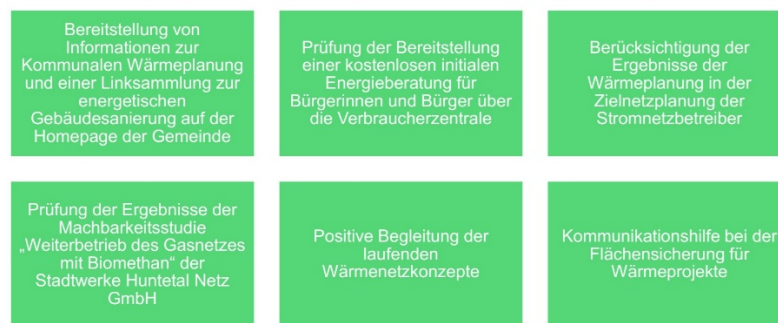 Bereitstellung von
Informationen zur
Kommunalen Wärmeplanung
und einer Linksammlung zur
energetischen
Gebäudesanierung auf der
Homepage der Gemeinde
Prüfung der Bereitstellung
einer kostenlosen initialen
Energieberatung für
Bürgerinnen und Bürger über
die Verbraucherzentrale
Berücksichtigung der
Ergebnisse der
Wärmeplanung in der
Zielnetzplanung der
Stromnetzbetreiber
Prüfung der Ergebnisse der
Machbarkeitsstudie
„Weiterbetrieb des Gasnetzes
mit Biomethan“ der
Stadtwerke Huntetal Netz
GmbH
Positive Begleitung der
laufenden
Wärmenetzkonzepte
Kommunikationshilfe bei der
Flächensicherung für
Wärmeprojekte